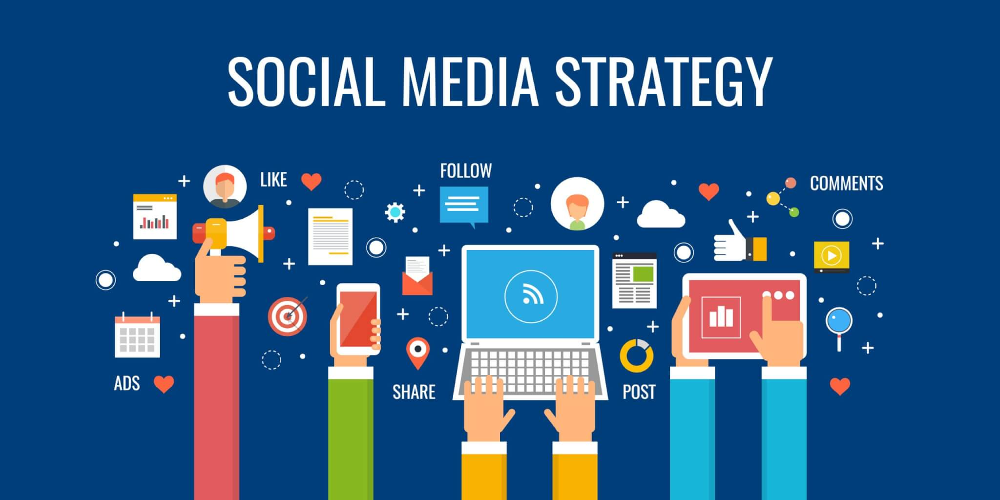 SOCIAL MEDIA STRATEGY
LIKE
FOLLOW
COMMENTS
ADS
SHARE
POST